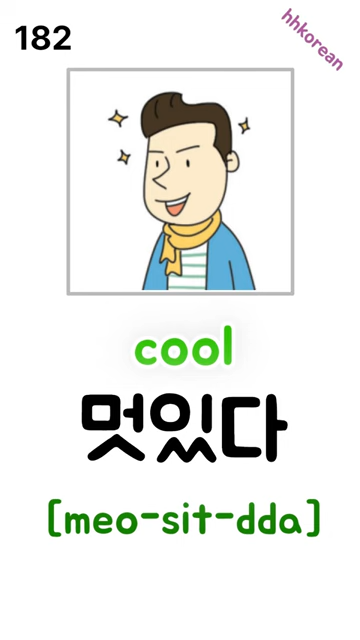 182
hhkorean
cool
멋있다
[meo-sit-dda]